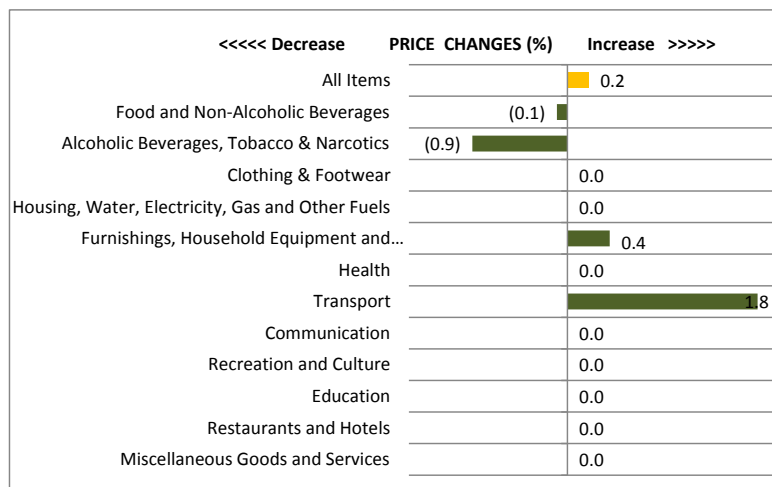 <<<<< Decrease PRICE CHANGES (%) Increase >>>>>
All Items 0.2
Food and Non-Alcoholic Beverages (0.1)
Alcoholic Beverages, Tobacco & Narcotics (0.9)
Clothing & Footwear 0.0
Housing, Water, Electricity, Gas and Other Fuels 0.0
Furnishings, Household Equipment and... 0.4
Health 0.0
Transport 1.8
Communication 0.0
Recreation and Culture 0.0
Education 0.0
Restaurants and Hotels 0.0
Miscellaneous Goods and Services 0.0